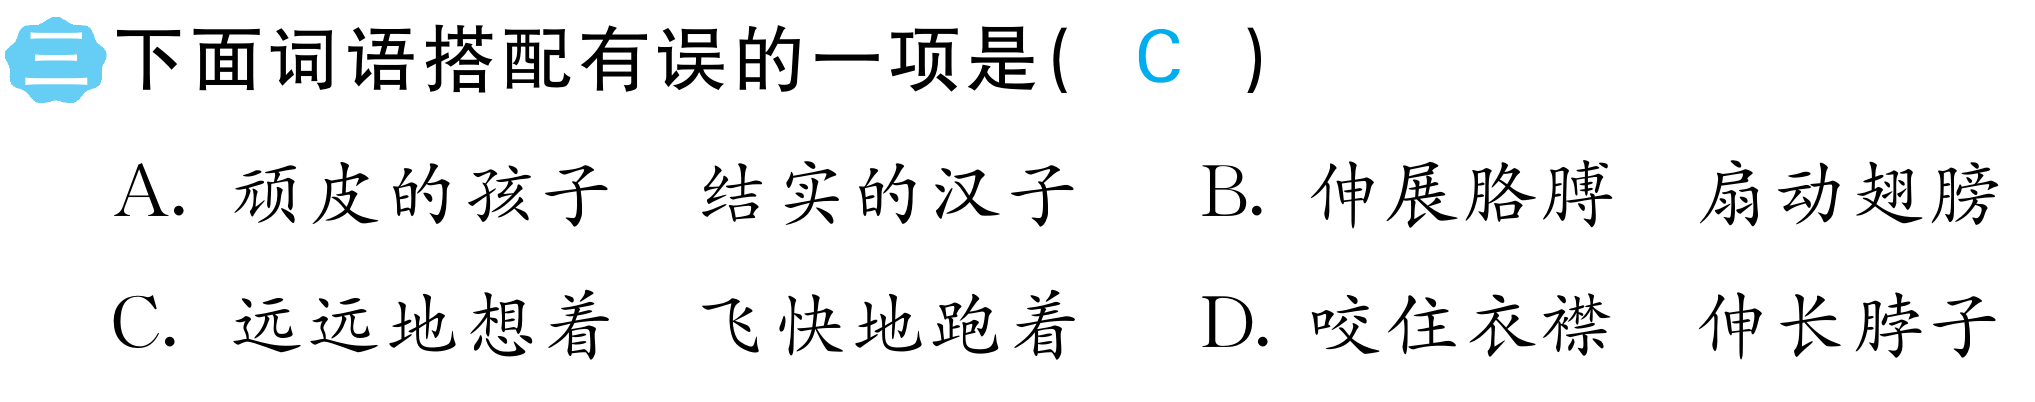 三 下面词语搭配有误的一项是( C )
A. 顽皮的孩子 结实的汉子 B. 伸展胳膊 扇动翅膀
C. 远远地想着 飞快地跑着 D. 咬住衣襟 伸长脖子